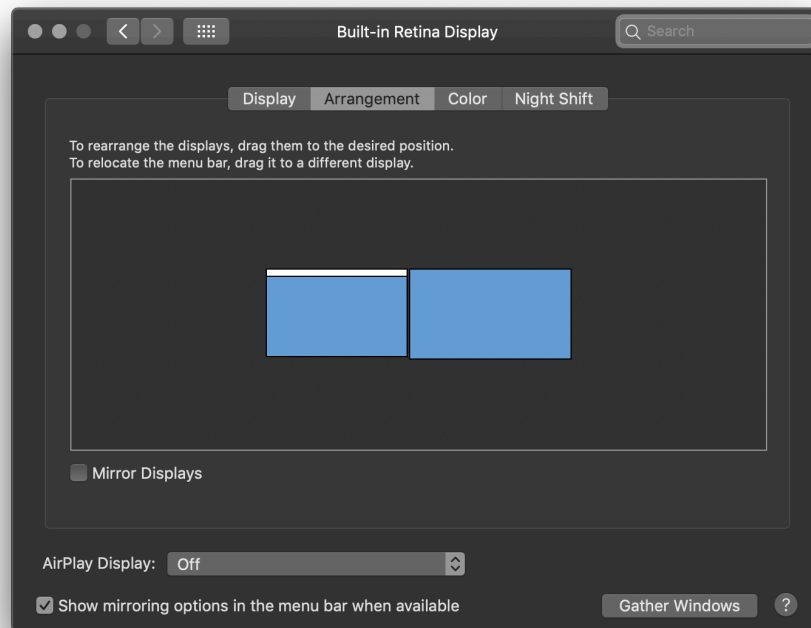 Built-in Retina Display
Search
Display Arrangement Color Night Shift
To rearrange the displays, drag them to the desired position.
To relocate the menu bar, drag it to a different display.
Mirror Displays
AirPlay Display: Off
Show mirroring options in the menu bar when available
Gather Windows ?